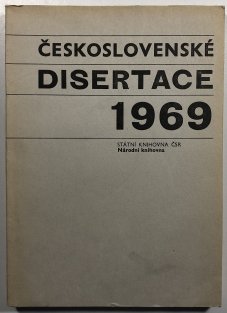 ČESKOSLOVENSKÉ
DISERTACE
1969
STÁTNÍ KNIHOVNA ČSR
Národní knihovna